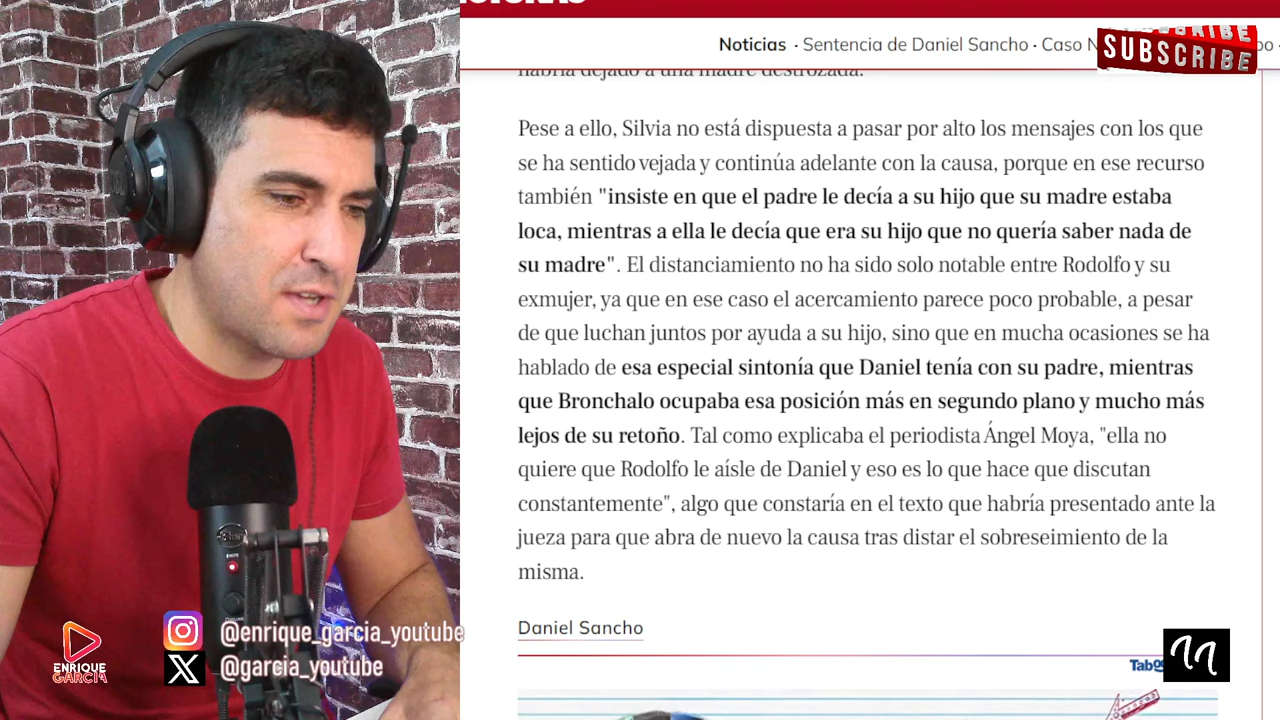 Noticias · Sentencia de Daniel Sancho · Caso
SUBSCRIBE
habría dejado a una madre destrozada.
Pese a ello, Silvia no está dispuesta a pasar por alto los mensajes con los que
se ha sentido vejada y continúa adelante con la causa, porque en ese recurso
también "insiste en que el padre le decía a su hijo que su madre estaba
loca, mientras a ella le decía que era su hijo que no quería saber nada de
su madre". El distanciamiento no ha sido solo notable entre Rodolfo y su
exmujer, ya que en ese caso el acercamiento parece poco probable, a pesar
de que luchan juntos por ayuda a su hijo, sino que en mucha ocasiones se ha
hablado de esa especial sintonía que Daniel tenía con su padre, mientras
que Bronchalo ocupaba esa posición más en segundo plano y mucho más
lejos de su retoño. Tal como explicaba el periodista Ángel Moya, "ella no
quiere que Rodolfo le aísle de Daniel y eso es lo que hace que discutan
constantemente", algo que constaría en el texto que habría presentado ante la
jueza para que abra de nuevo la causa tras distar el sobreseimiento de la
misma.
Daniel Sancho
ENRIQUE
GARCIA
@enrique_garcia_youtube
@garcia_youtube